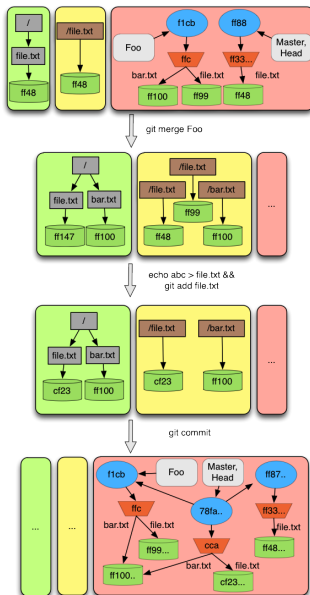 /
file.txt
ff48
/file.txt
ff48
f1cb
ff88
Foo
Master,
Head
ffc
ff33...
bar.txt
file.txt
file.txt
ff100
ff99
ff48
git merge Foo
/
file.txt
bar.txt
ff147
ff100
/file.txt
/file.txt
/bar.txt
ff99
ff48
ff100
...
echo abc > file.txt &&
git add file.txt
/
file.txt
bar.txt
cf23
ff100
/file.txt
/bar.txt
cf23
ff100
...
git commit
...
...
f1cb
Foo
Master,
Head
ff87..
ffc
78fa..
ff33...
bar.txt
file.txt
file.txt
ff99...
cca
ff48...
bar.txt
file.txt
ff100..
cf23...